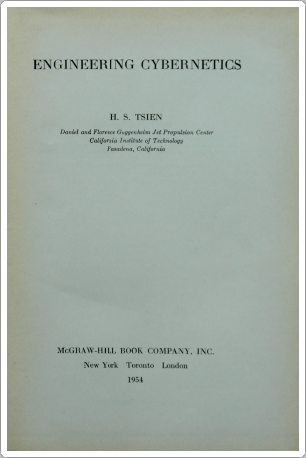 ENGINEERING CYBERNETICS
H. S. TSIEN
Daniel and Florence Guggenheim Jet Propulsion Center
California Institute of Technology
Pasadena, California
McGRAW-HILL BOOK COMPANY, INC.
New York Toronto London
1954